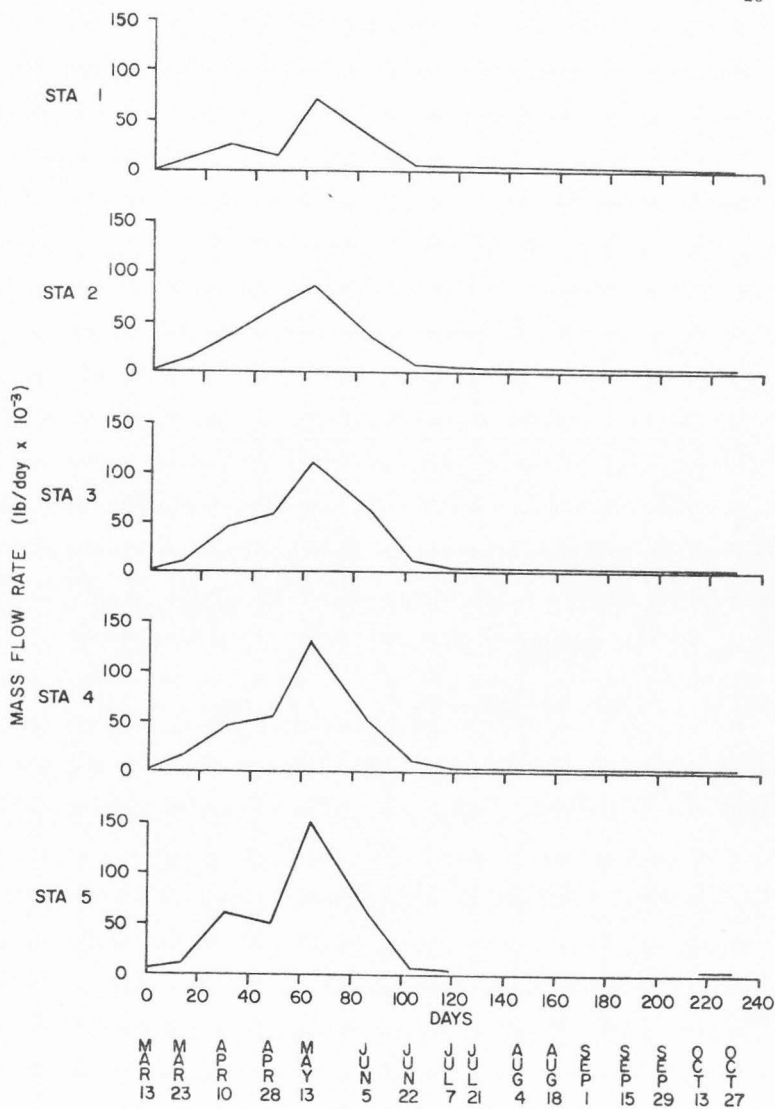 150
100
STA 1
50
0
150
100
STA 2
50
0
150
100
STA 3
50
0
150
100
STA 4
50
0
150
100
STA 5
50
0
MASS FLOW RATE (lb/day x 10⁻³)
0 20 40 60 80 100 120 140 160 180 200 220 240
DAYS
MAR 13 MAR 23 APR 10 APR 28 MAY 13 JUN 5 JUN 22 JUL 7 JUL 21 AUG 4 AUG 18 SEP 1 SEP 15 SEP 29 OCT 13 OCT 27